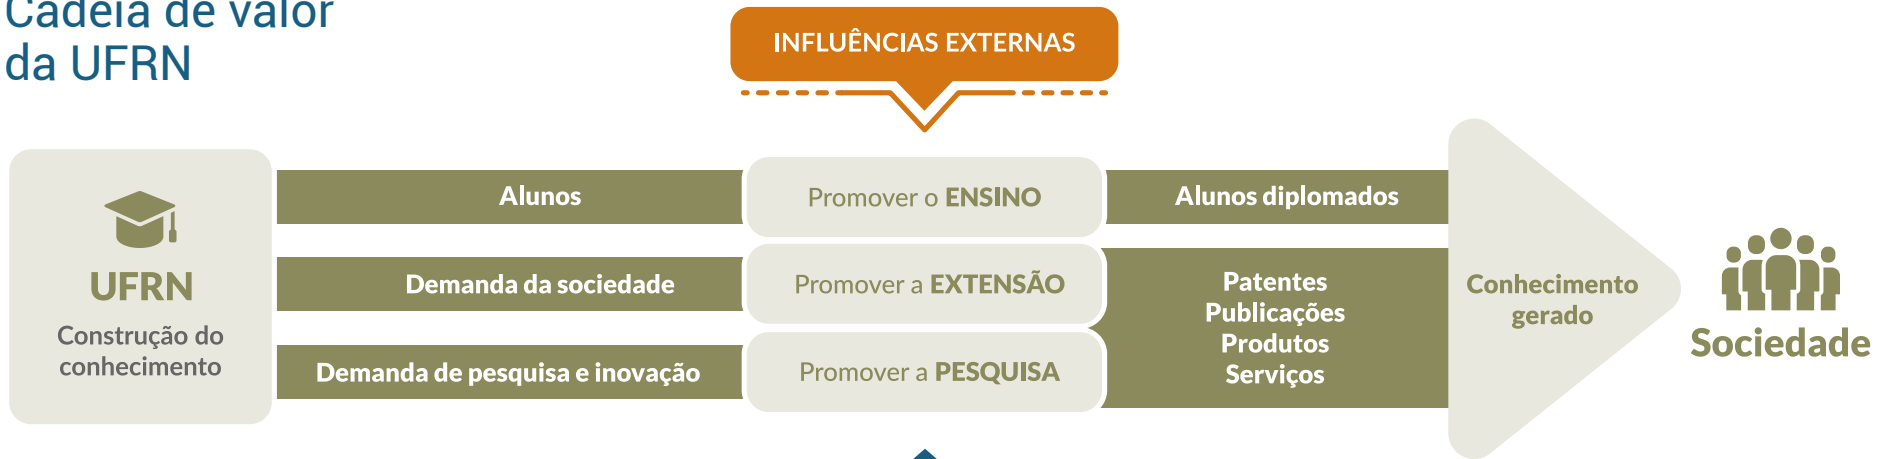 Cadeia de valor
da UFRN
INFLUÊNCIAS EXTERNAS
UFRN
Construção do
conhecimento
Alunos
Promover o ENSINO
Alunos diplomados
Demanda da sociedade
Promover a EXTENSÃO
Demanda de pesquisa e inovação
Promover a PESQUISA
Patentes
Publicações
Produtos
Serviços
Conhecimento
gerado
Sociedade